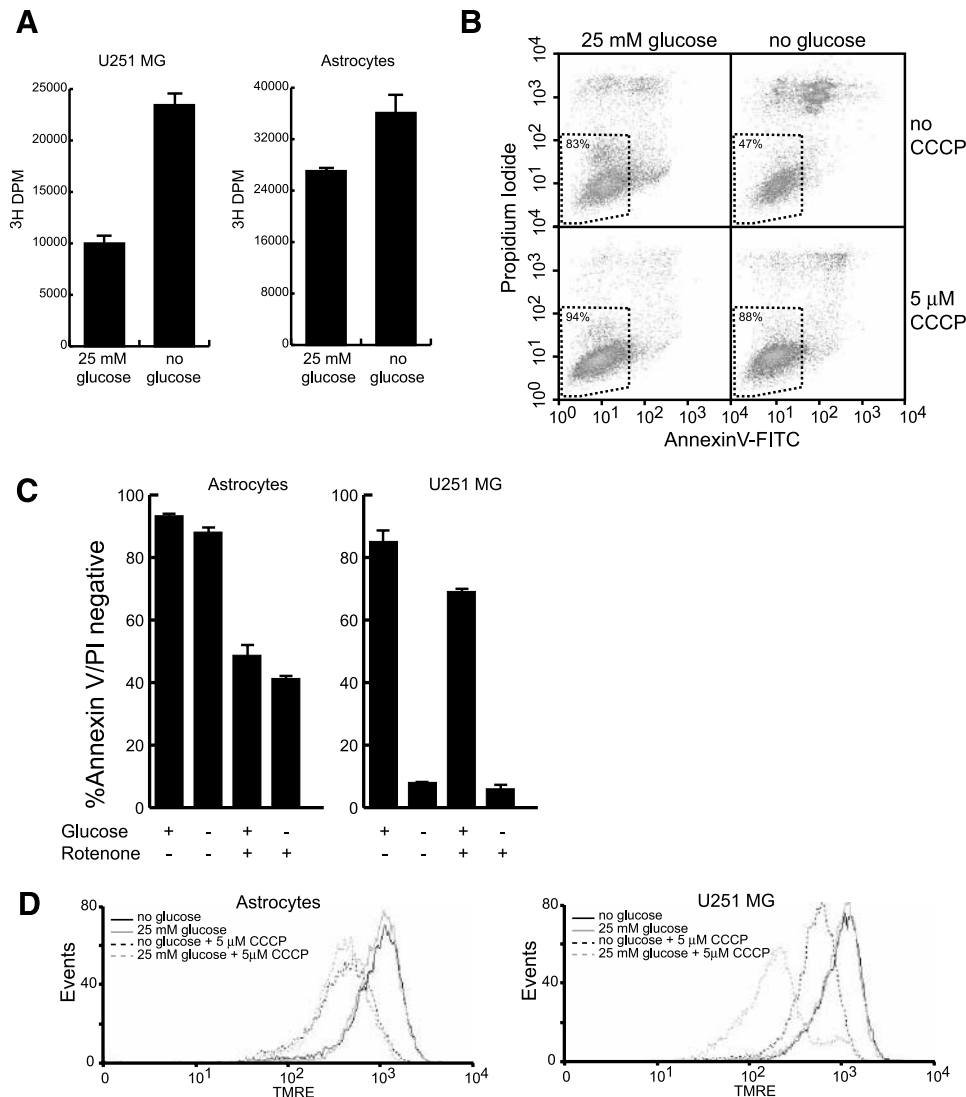 A
U251 MG
3H DPM
25000
20000
15000
10000
5000
0
25 mM glucose
no glucose
Astrocytes
3H DPM
40000
32000
24000
16000
8000
0
25 mM glucose
no glucose
B
25 mM glucose
no glucose
no CCCP
5 µM CCCP
Propidium Iodide
10^4
10^3
10^2
10^1
10^4
10^3
10^2
10^1
10^0
83%
47%
94%
88%
10^0
10^1
10^2
10^3
10^4
10^1
10^2
10^3
10^4
AnnexinV-FITC
C
Astrocytes
U251 MG
%Annexin V/PI negative
100
80
60
40
20
0
100
80
60
40
20
0
Glucose + - + - + - + -
Rotenone - - + + - - + +
D
Astrocytes
Events
80
40
0
no glucose
25 mM glucose
no glucose + 5 µM CCCP
25 mM glucose + 5µM CCCP
0
10^1
10^2
10^3
10^4
TMRE
U251 MG
Events
80
40
0
no glucose
25 mM glucose
no glucose + 5 µM CCCP
25 mM glucose + 5µM CCCP
0
10^1
10^2
10^3
10^4
TMRE